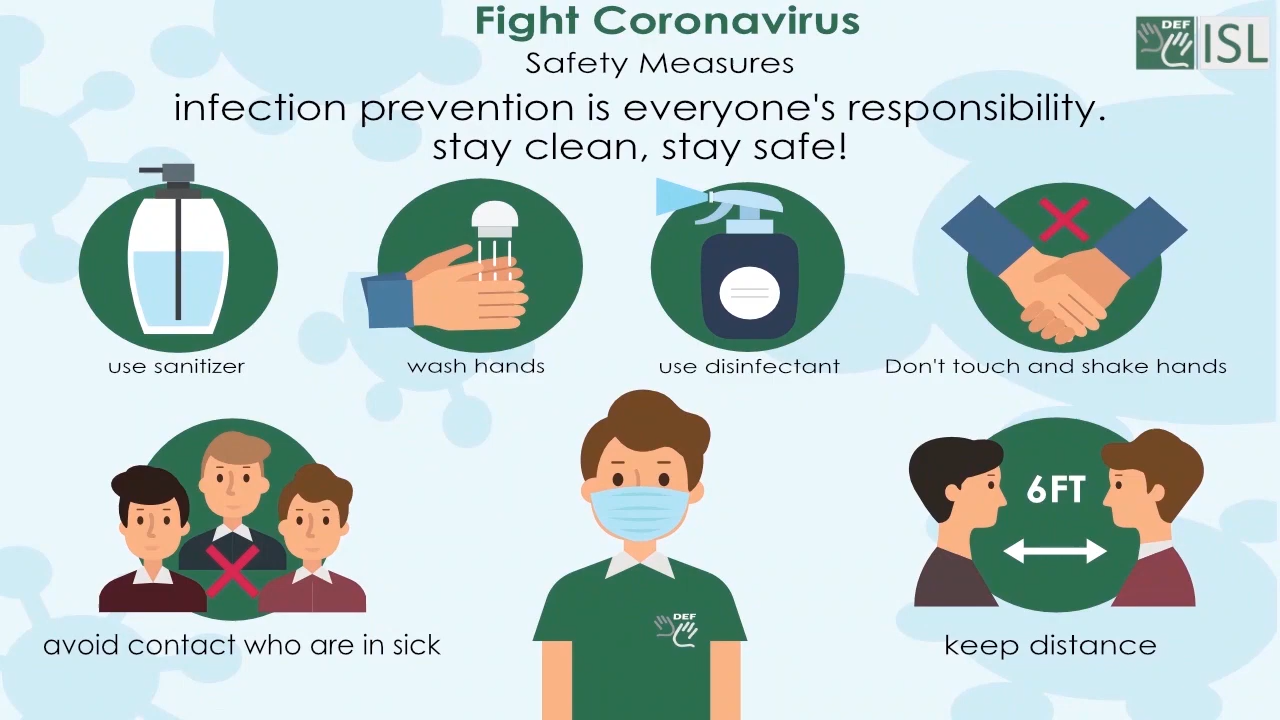 Fight Coronavirus
DEF
ISL
Safety Measures
infection prevention is everyone's responsibility.
stay clean, stay safe!
use sanitizer
wash hands
use disinfectant
Don't touch and shake hands
6FT
DEF
avoid contact who are in sick
keep distance